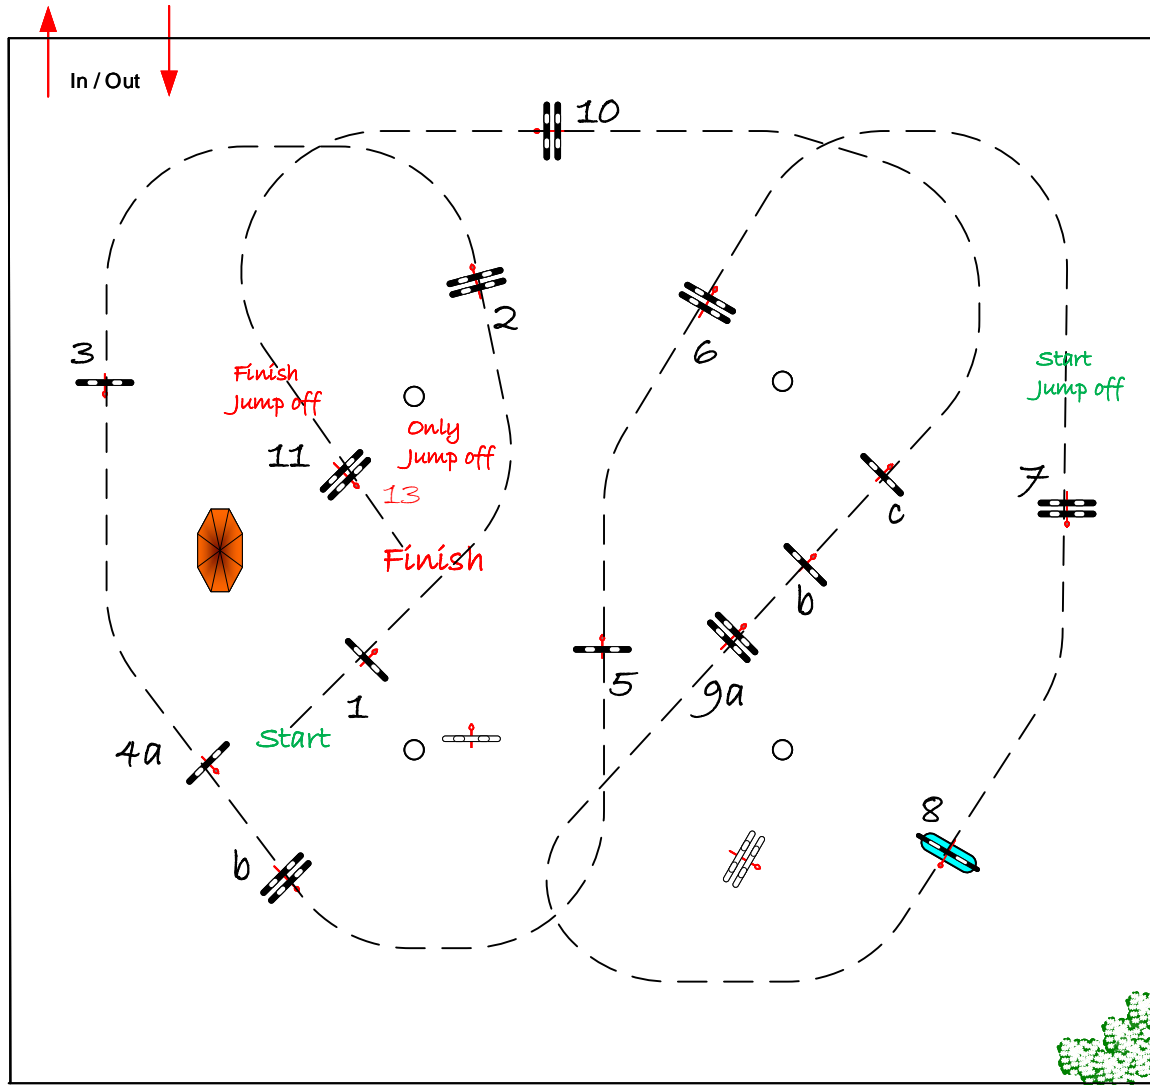 In / Out
10
2
3
6
Start
Jump off
Finish
Jump off
Only
Jump off
11
13
7
c
Finish
b
5
9a
1
Start
4a
8
b